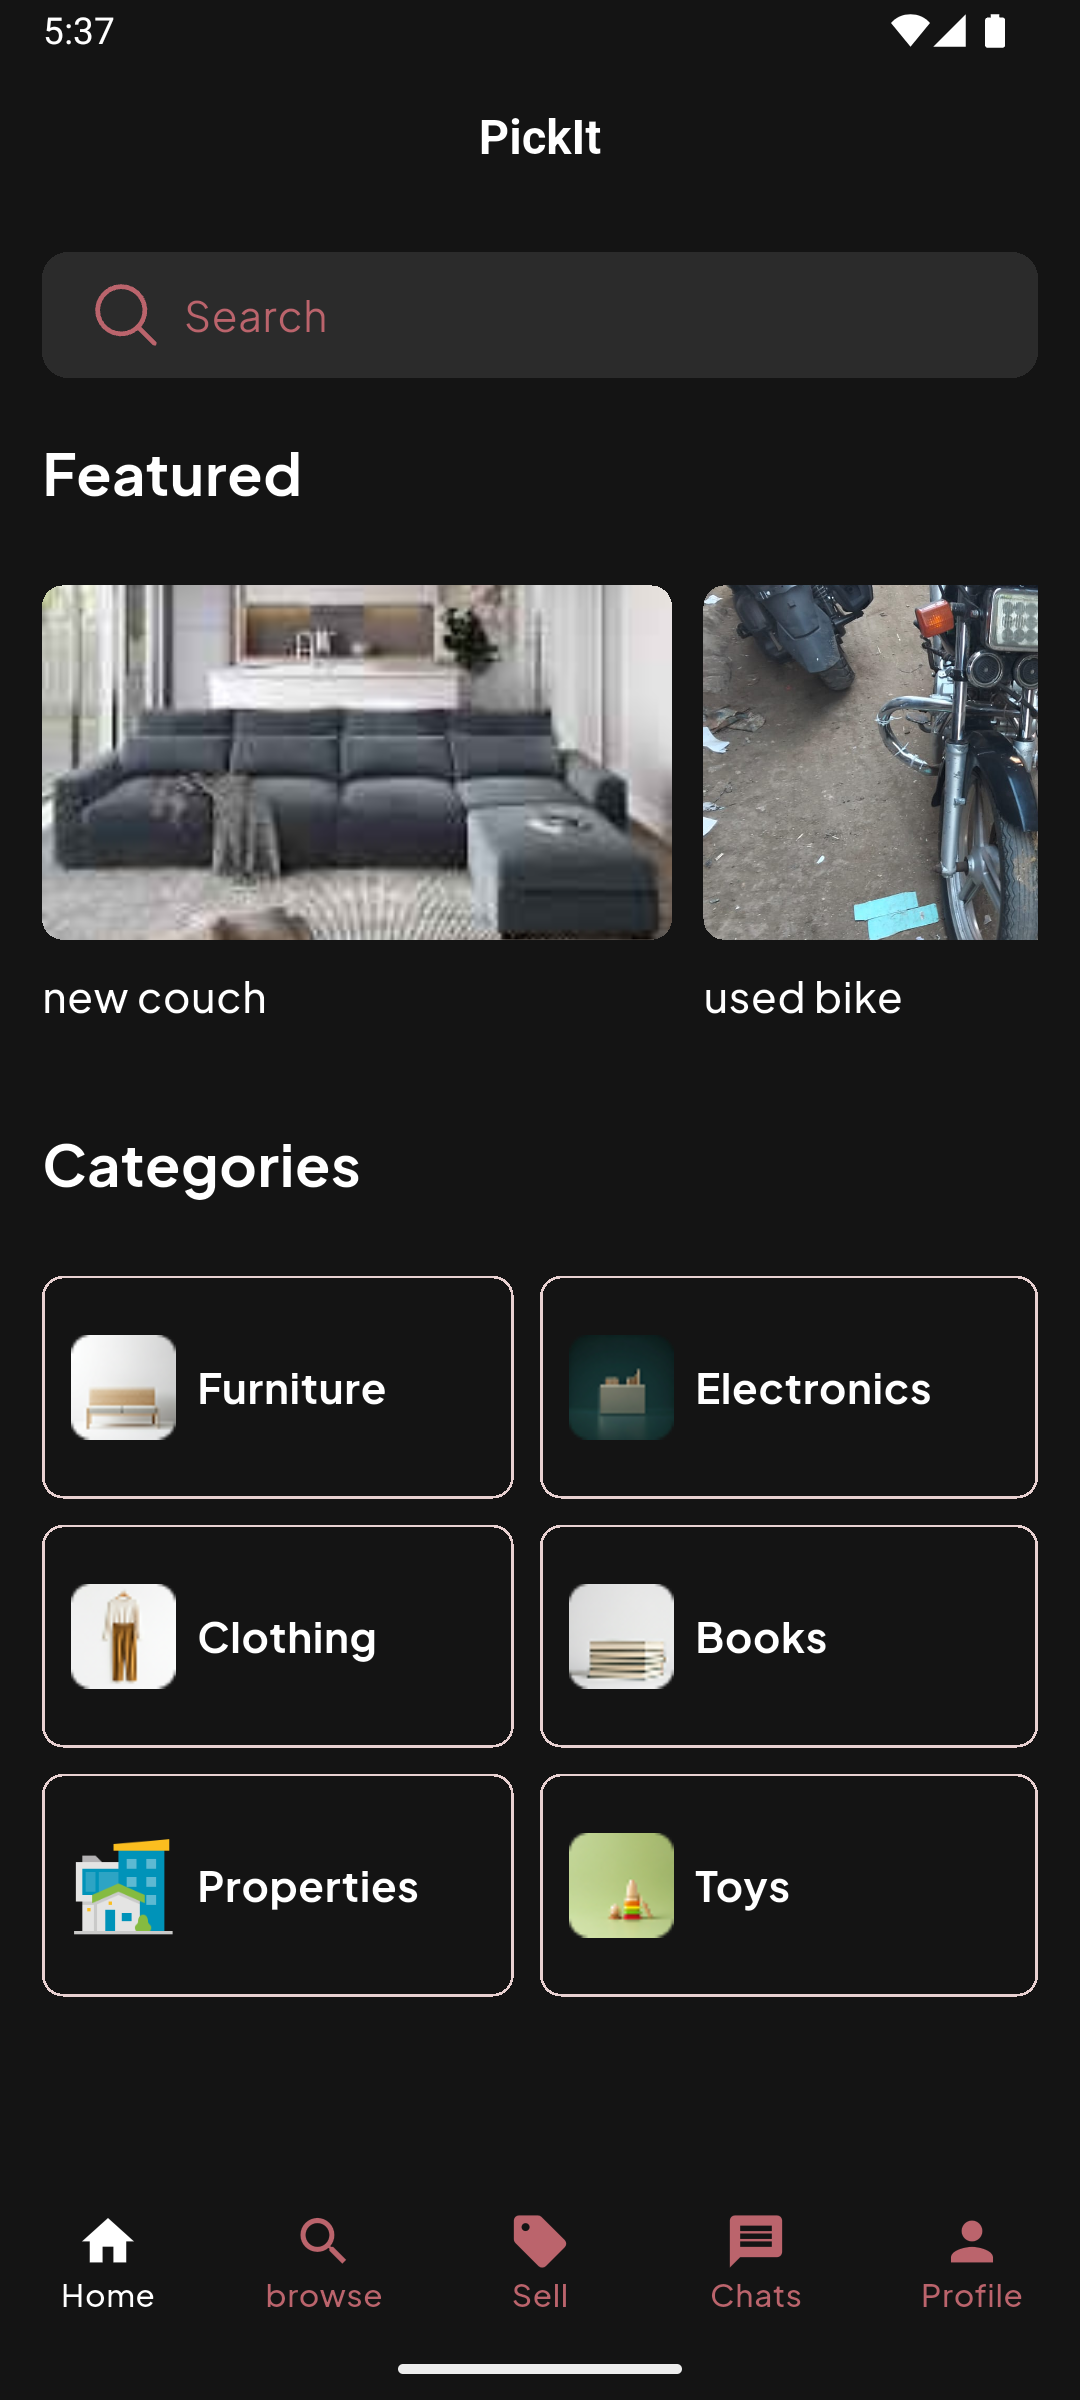 5:37
PickIt
Search
Featured
new couch
used bike
Categories
Furniture
Electronics
Clothing
Books
Properties
Toys
Home
browse
Sell
Chats
Profile